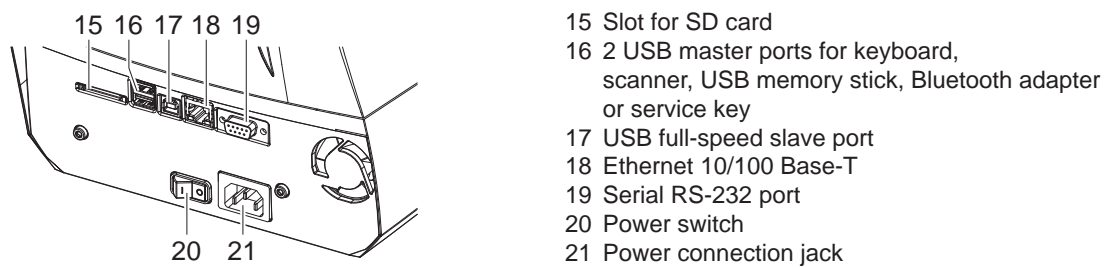 15 16 17 18 19
20 21
15 Slot for SD card
16 2 USB master ports for keyboard,
scanner, USB memory stick, Bluetooth adapter
or service key
17 USB full-speed slave port
18 Ethernet 10/100 Base-T
19 Serial RS-232 port
20 Power switch
21 Power connection jack